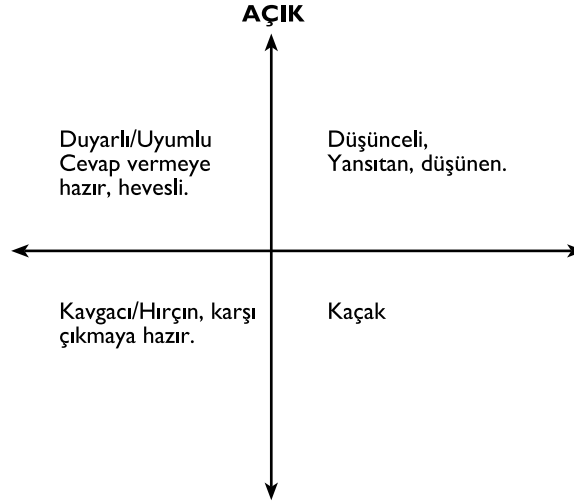 AÇIK
Duyarlı/Uyumlu
Cevap vermeye
hazır, hevesli.
Düşünceli,
Yansıtan, düşünen.
Kavgacı/Hırçın, karşı
çıkmaya hazır.
Kaçak